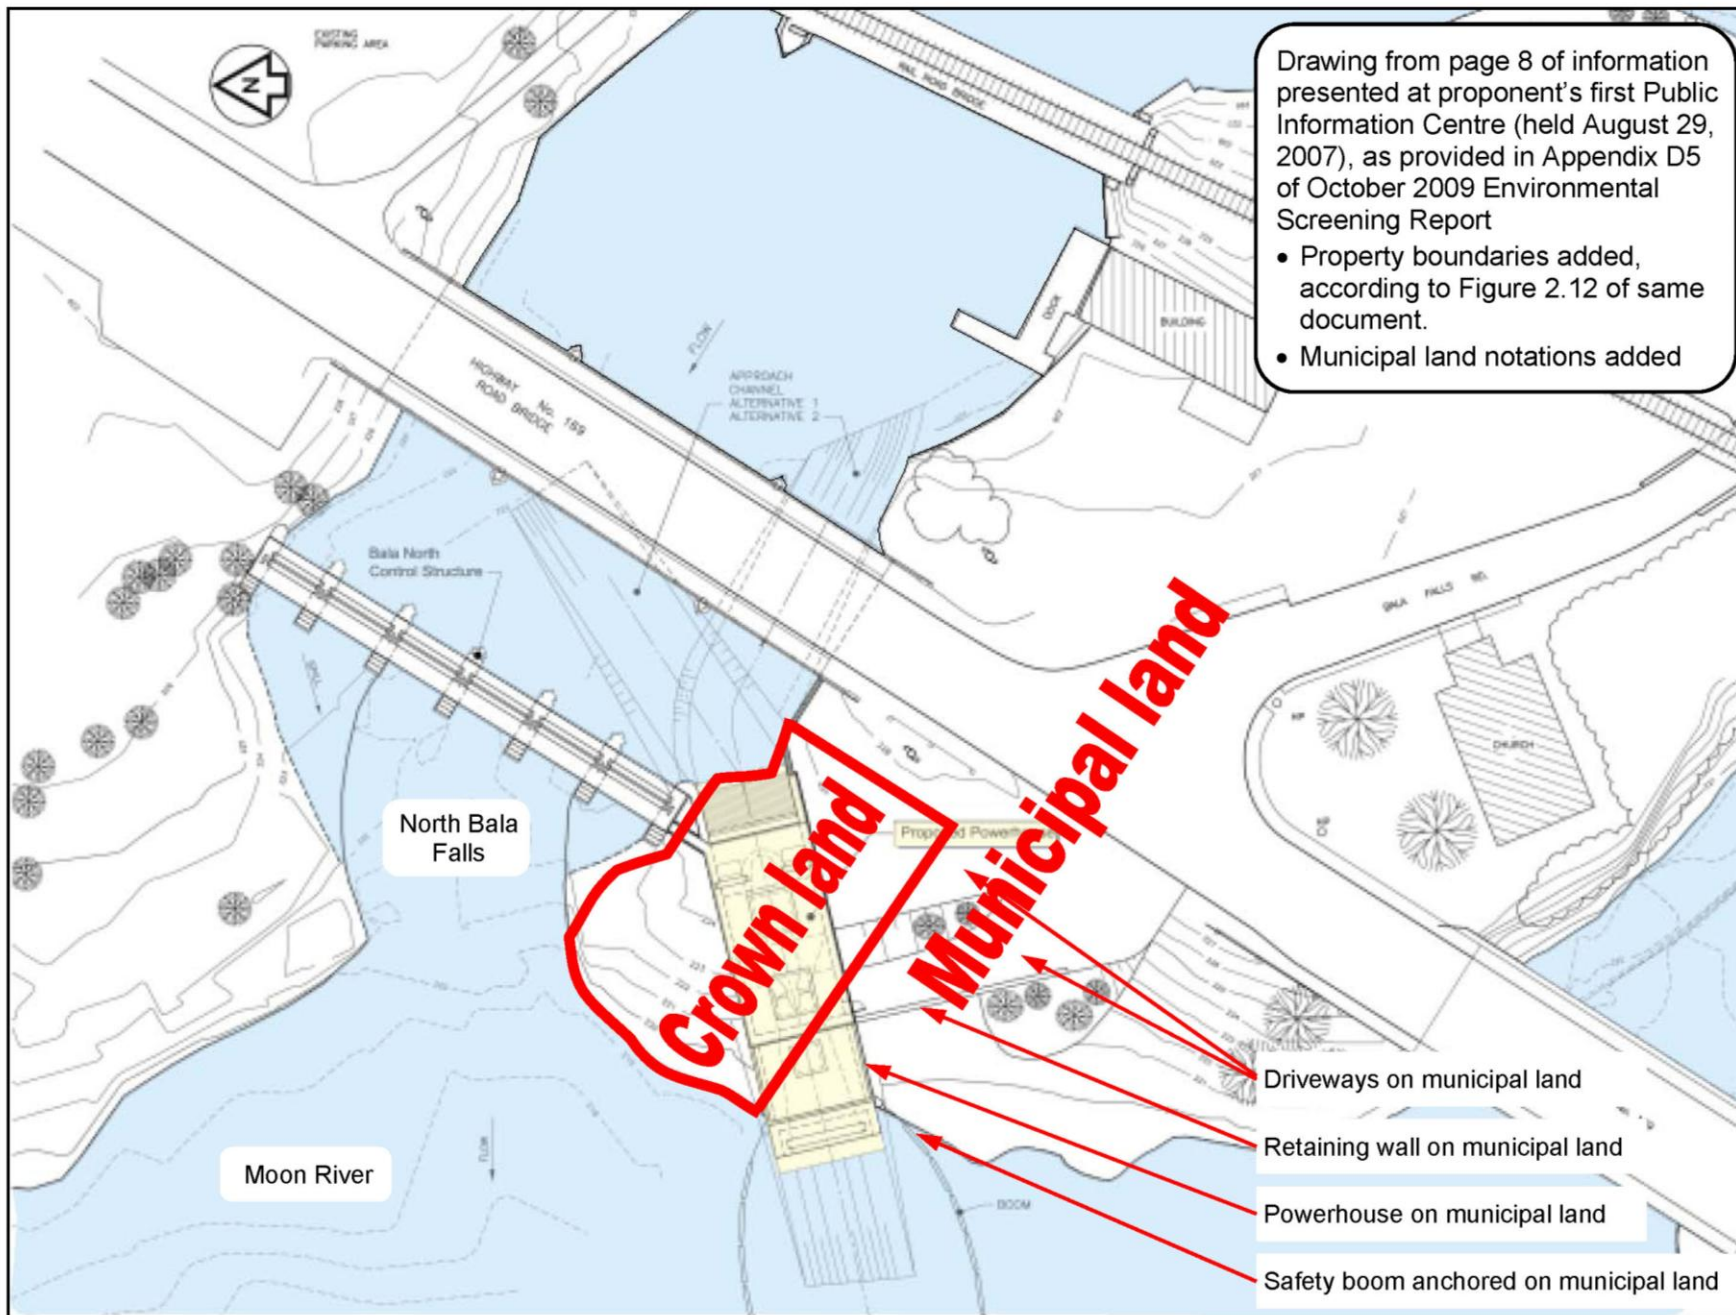 EXISTING
PARKING AREA
N
RAIL ROAD BRIDGE
Drawing from page 8 of information
presented at proponent's first Public
Information Centre (held August 29,
2007), as provided in Appendix D5
of October 2009 Environmental
Screening Report
• Property boundaries added,
according to Figure 2.12 of same
document.
• Municipal land notations added
DOCK
BUILDING
FLOW
HIGHWAY No. 169
ROAD BRIDGE
APPROACH
CHANNEL
ALTERNATIVE 1
ALTERNATIVE 2
Bala North
Control Structure
SPILL
BALA FALLS RD.
CHURCH
HP
HP
North Bala
Falls
Proposed Powerhouse
Crown land
Municipal land
Moon River
FLOW
BOOM
Driveways on municipal land
Retaining wall on municipal land
Powerhouse on municipal land
Safety boom anchored on municipal land